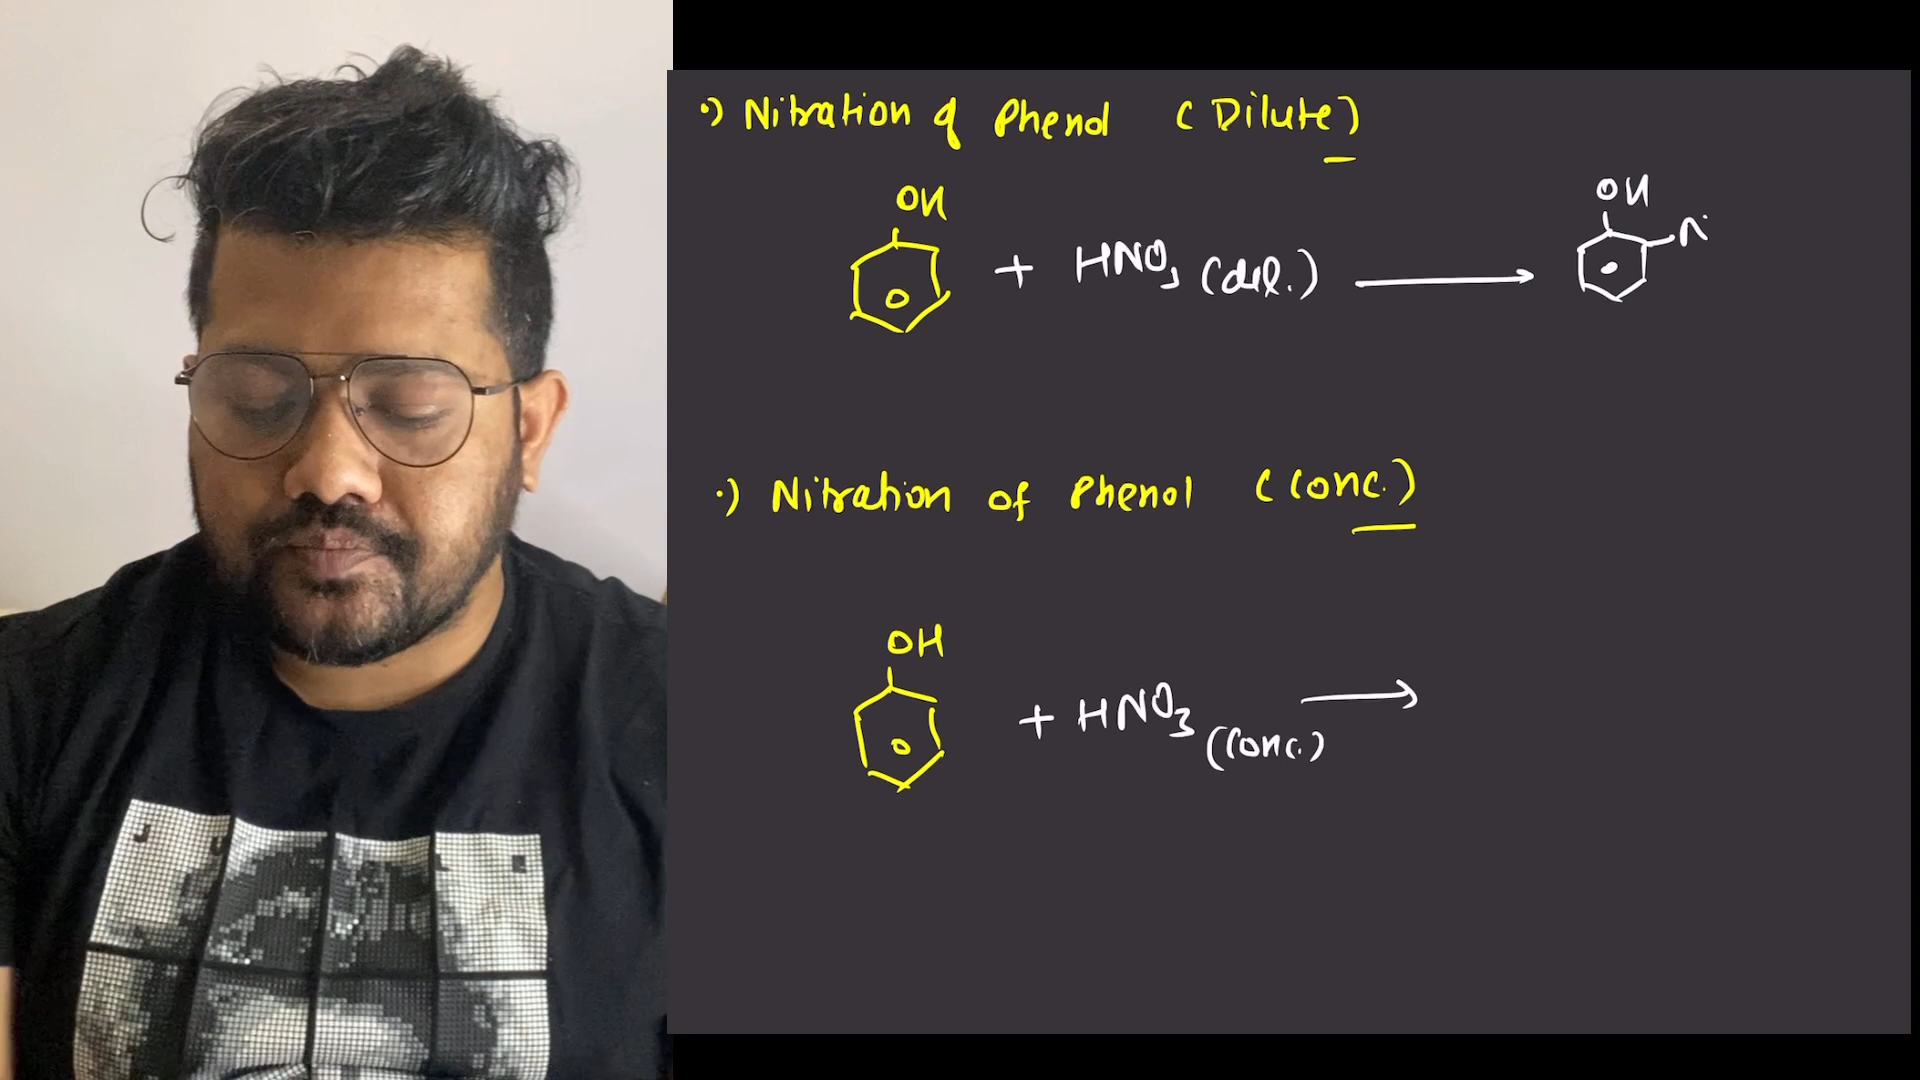 •) Nitration of Phenol (Dilute)
OH
+ HNO3 (dil.)
OH
N
•) Nitration of Phenol (Conc.)
OH
+ HNO3 (Conc.)